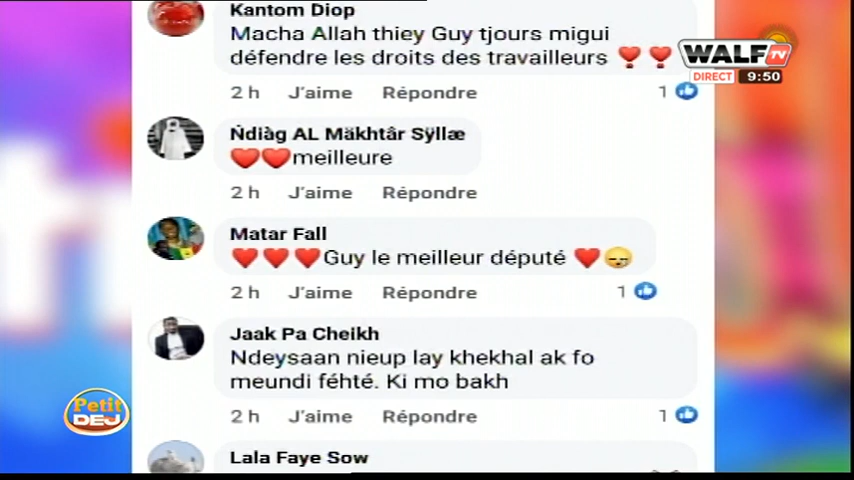 Kantom Diop
Macha Allah thiey Guy tjours migui
défendre les droits des travailleurs ❣️ ❣️
2 h J'aime Répondre 1
WALF TV
DIRECT 9:50
Ňdiàg AL Mäkhtâr Sÿllæ
❤️❤️meilleure
2 h J'aime Répondre
Matar Fall
❤️❤️❤️Guy le meilleur député ❤️😁
2 h J'aime Répondre 1
Jaak Pa Cheikh
Ndeysaan nieup lay khekhal ak fo
meundi féhté. Ki mo bakh
2 h J'aime Répondre 1
Petit
DEJ
Lala Faye Sow